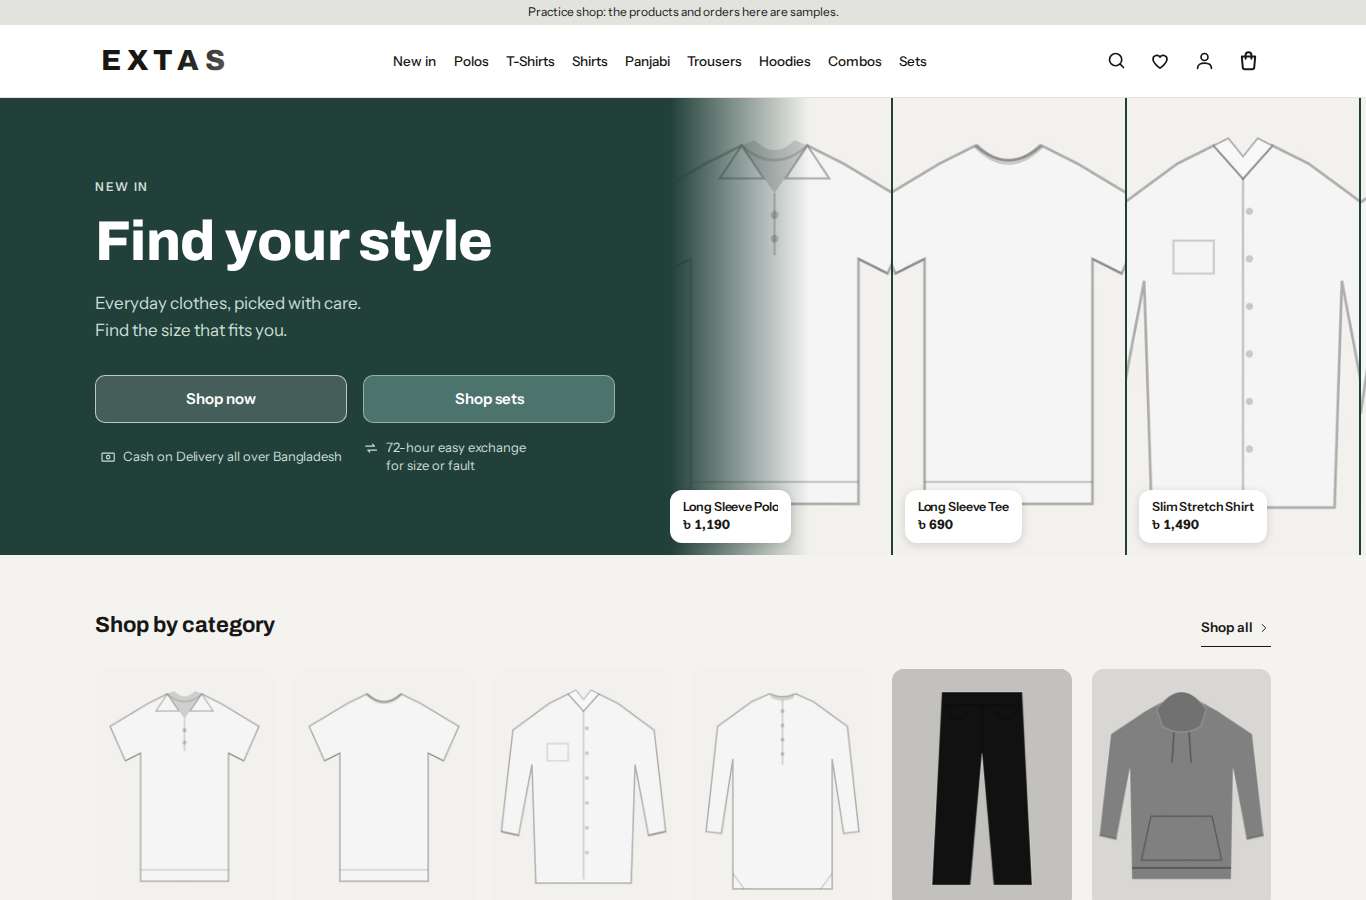 Practice shop: the products and orders here are samples.
EXTAS
New in Polos T-Shirts Shirts Panjabi Trousers Hoodies Combos Sets
NEW IN
Find your style
Everyday clothes, picked with care.
Find the size that fits you.
Shop now
Shop sets
Cash on Delivery all over Bangladesh
72-hour easy exchange
for size or fault
Long Sleeve Polo
৳ 1,190
Long Sleeve Tee
৳ 690
Slim Stretch Shirt
৳ 1,490
Shop by category
Shop all